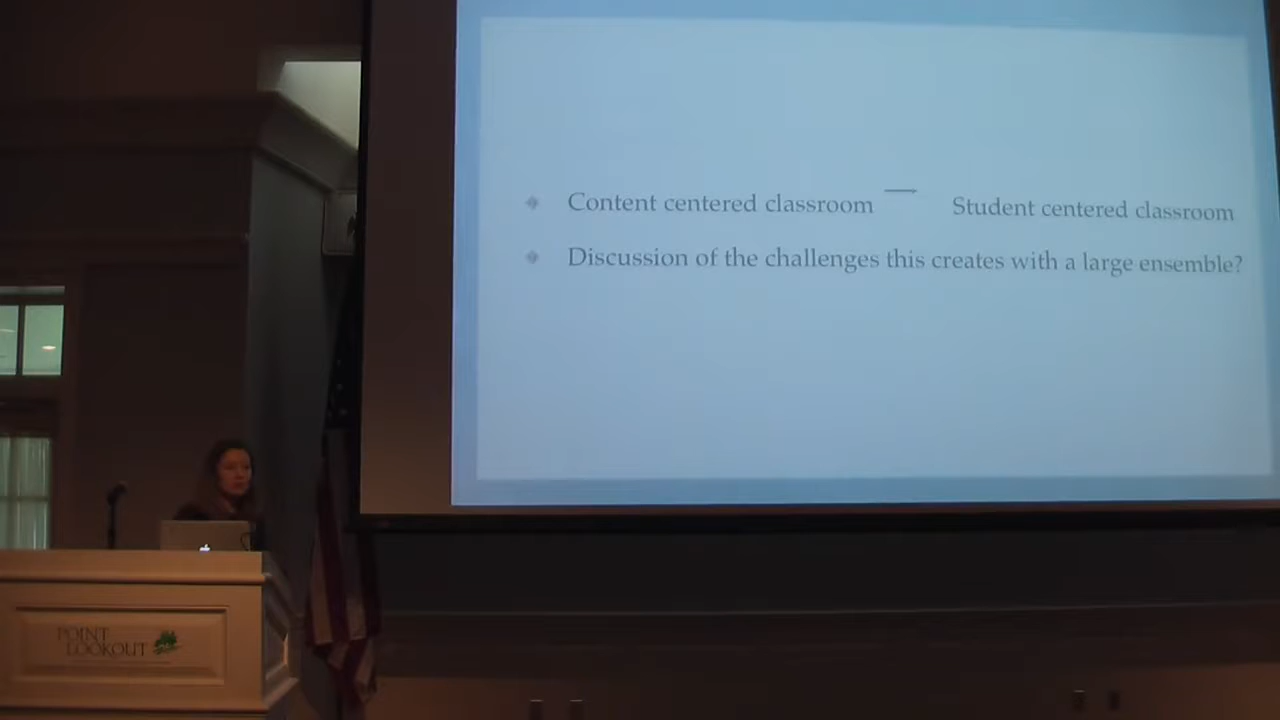 Content centered classroom → Student centered classroom
Discussion of the challenges this creates with a large ensemble?
POINT
LOOKOUT